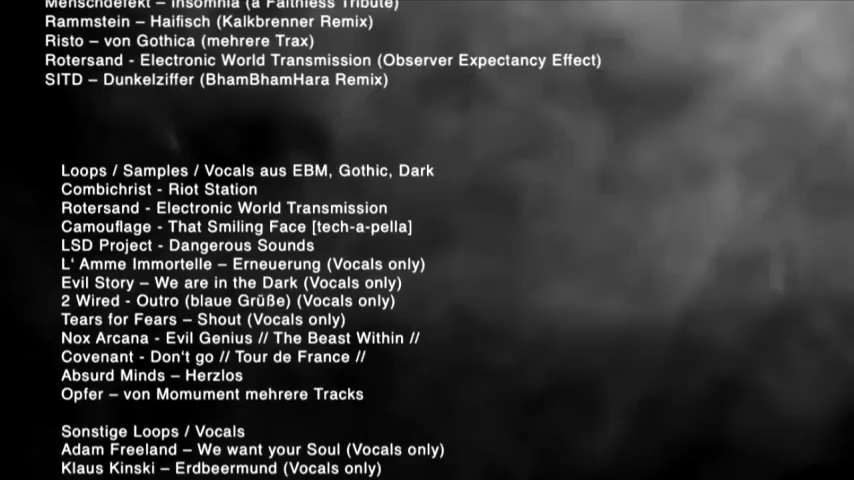 Menschdefekt – Insomnia (a Faithless Tribute)
Rammstein – Haifisch (Kalkbrenner Remix)
Risto – von Gothica (mehrere Trax)
Rotersand - Electronic World Transmission (Observer Expectancy Effect)
SITD – Dunkelziffer (BhamBhamHara Remix)
Loops / Samples / Vocals aus EBM, Gothic, Dark
Combichrist - Riot Station
Rotersand - Electronic World Transmission
Camouflage - That Smiling Face [tech-a-pella]
LSD Project - Dangerous Sounds
L‘ Amme Immortelle – Erneuerung (Vocals only)
Evil Story – We are in the Dark (Vocals only)
2 Wired - Outro (blaue Grüße) (Vocals only)
Tears for Fears – Shout (Vocals only)
Nox Arcana - Evil Genius // The Beast Within //
Covenant - Don't go // Tour de France //
Absurd Minds – Herzlos
Opfer – von Momument mehrere Tracks
Sonstige Loops / Vocals
Adam Freeland – We want your Soul (Vocals only)
Klaus Kinski – Erdbeermund (Vocals only)